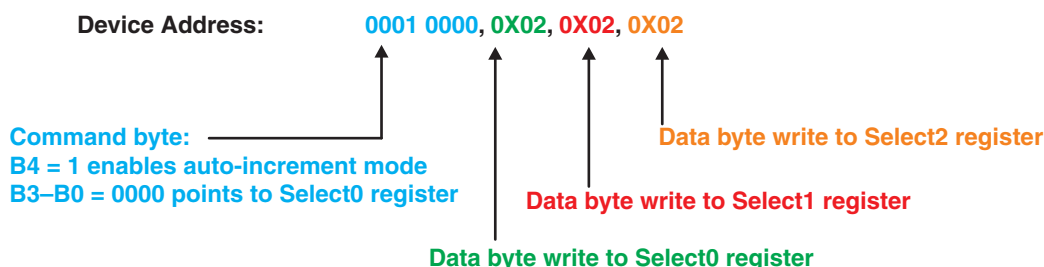 Device Address: 0001 0000, 0X02, 0X02, 0X02
Command byte:
B4 = 1 enables auto-increment mode
B3–B0 = 0000 points to Select0 register
Data byte write to Select2 register
Data byte write to Select1 register
Data byte write to Select0 register